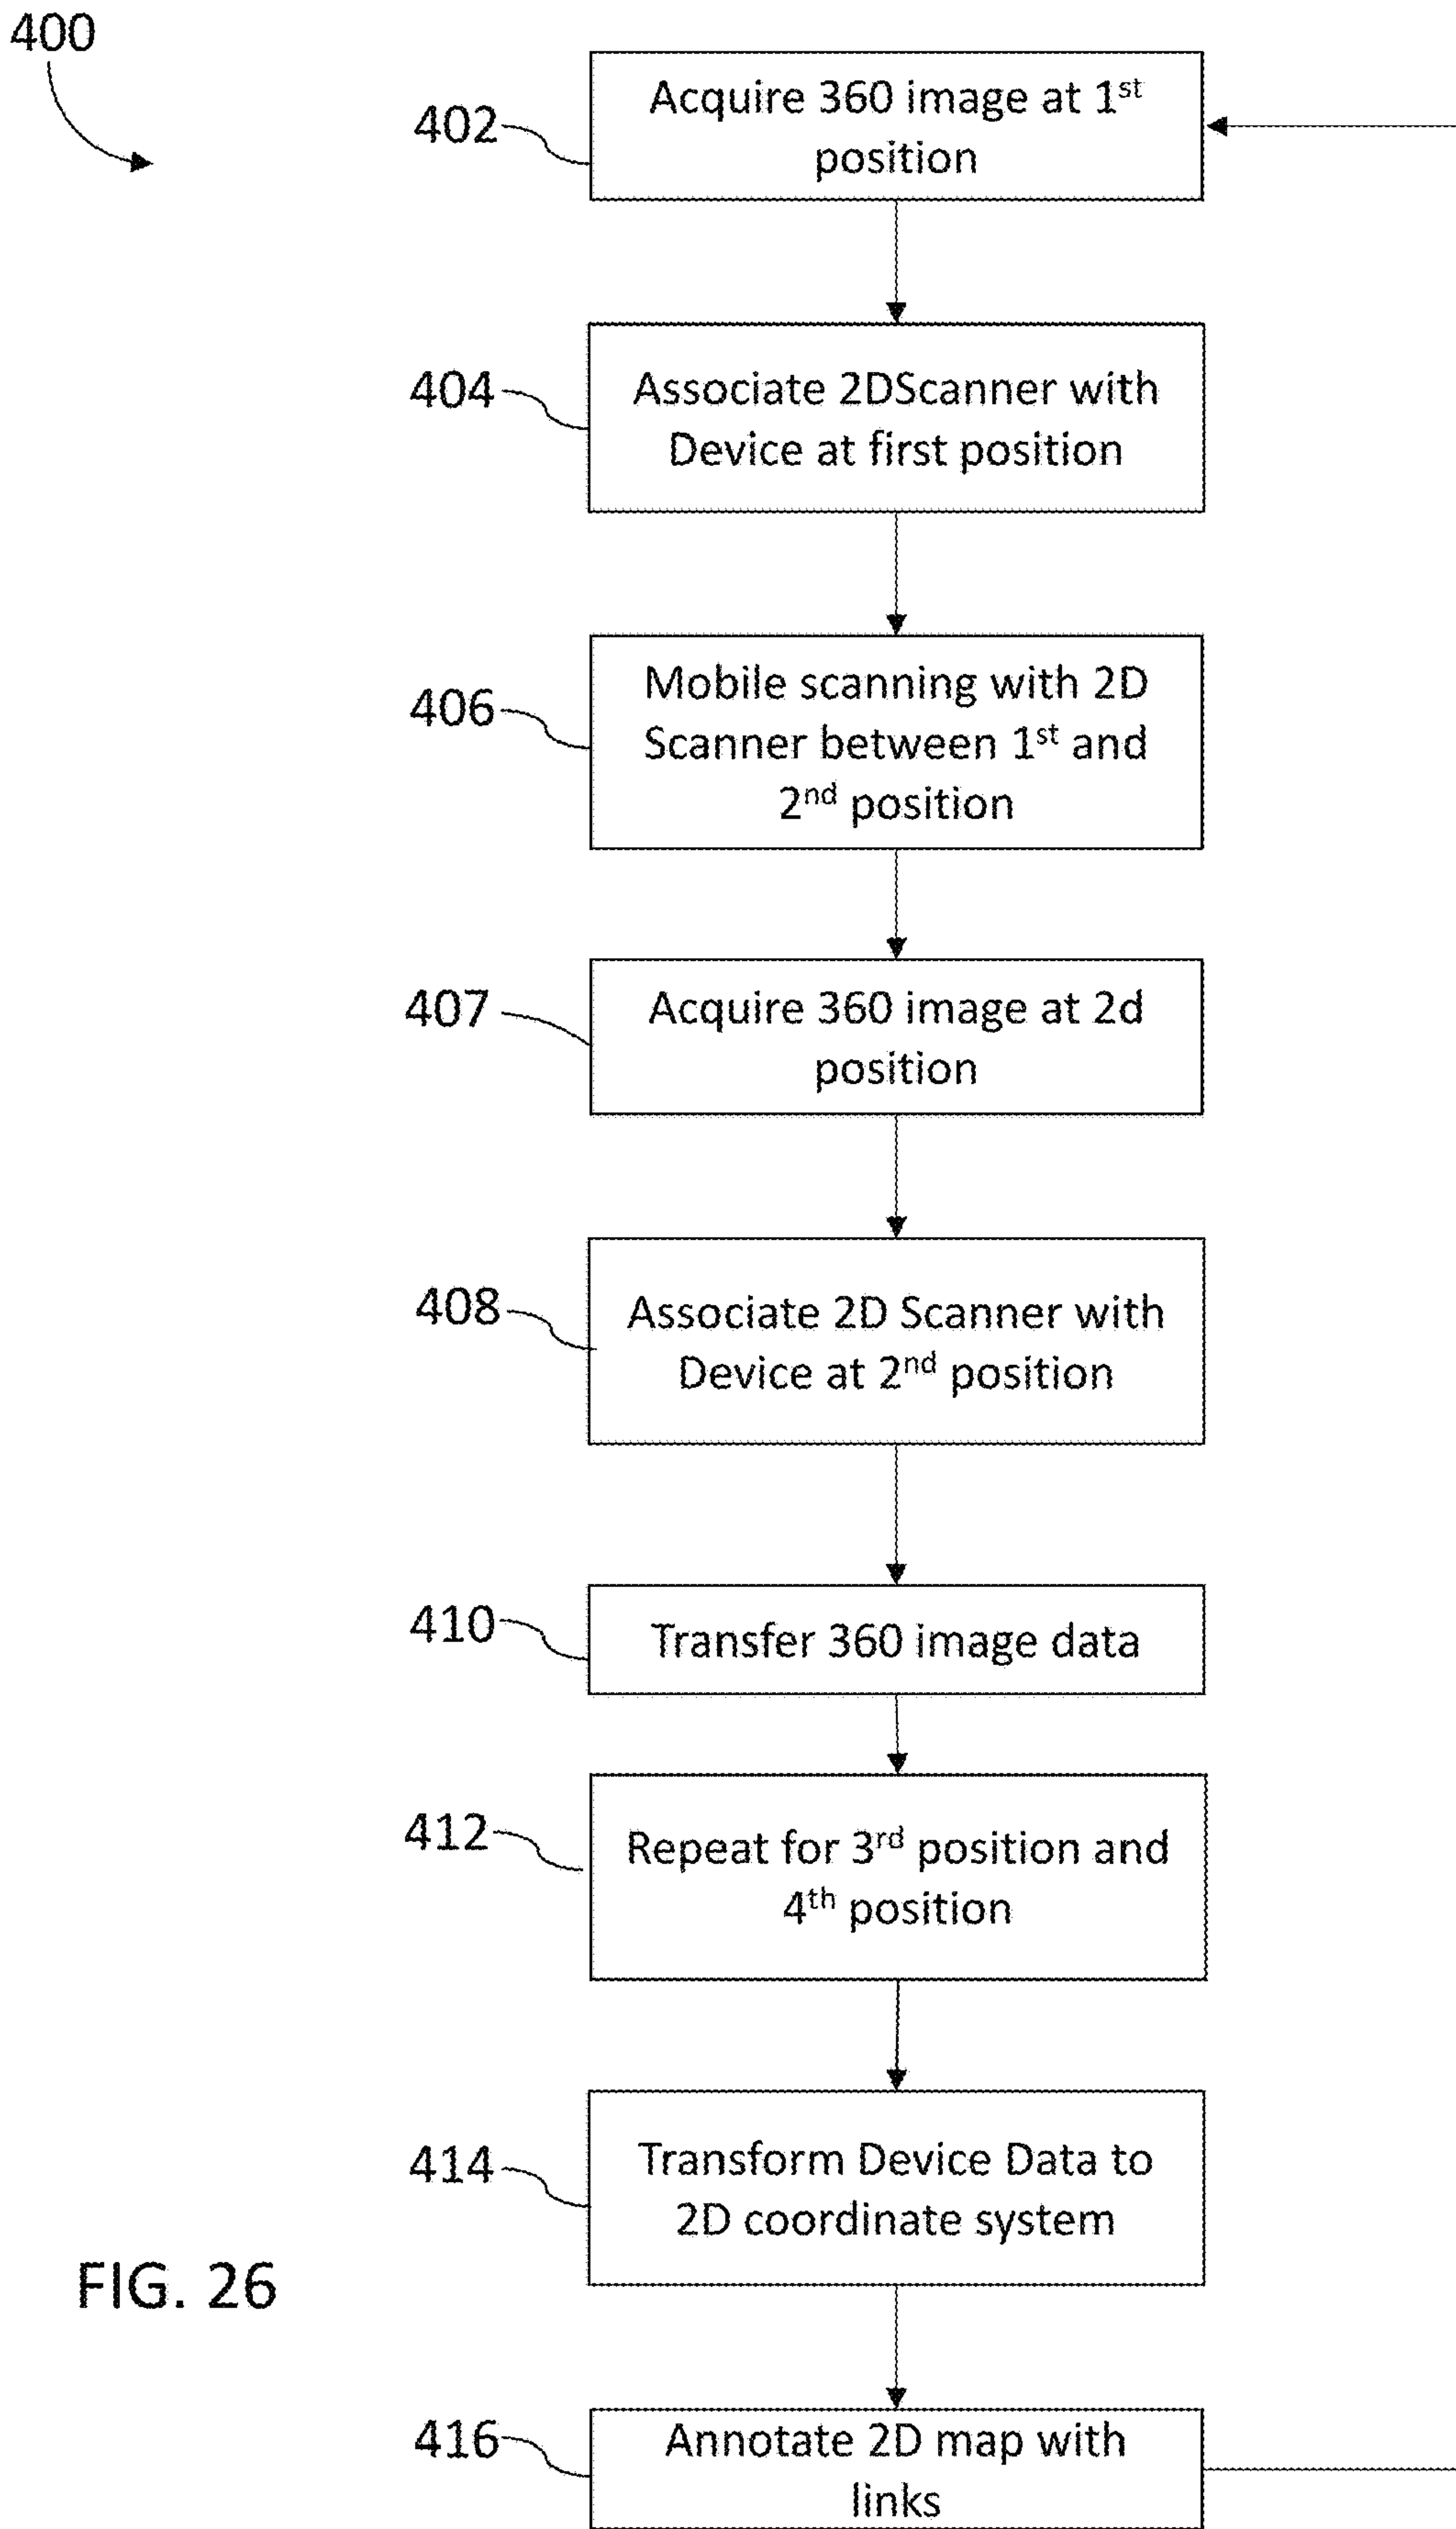 400
402
Acquire 360 image at 1st
position
404
Associate 2DScanner with
Device at first position
406
Mobile scanning with 2D
Scanner between 1st and
2nd position
407
Acquire 360 image at 2d
position
408
Associate 2D Scanner with
Device at 2nd position
410
Transfer 360 image data
412
Repeat for 3rd position and
4th position
414
Transform Device Data to
2D coordinate system
FIG. 26
416
Annotate 2D map with
links